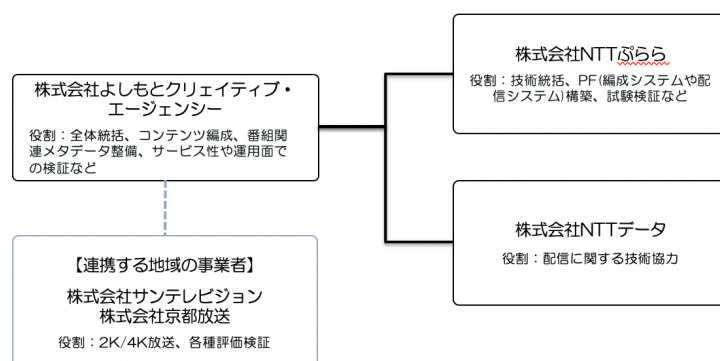 株式会社よしもとクリェイティブ・
エージェンシー
役割：全体統括、コンテンツ編成、番組関
連メタデータ整備、サービス性や運用面で
の検証など
【連携する地域の事業者】
株式会社サンテレビジョン
株式会社京都放送
役割：2K/4K放送、各種評価検証
株式会社NTTぷらら
役割：技術統括、PF(編成システムや配
信システム)構築、試験検証など
株式会社NTTデータ
役割：配信に関する技術協力